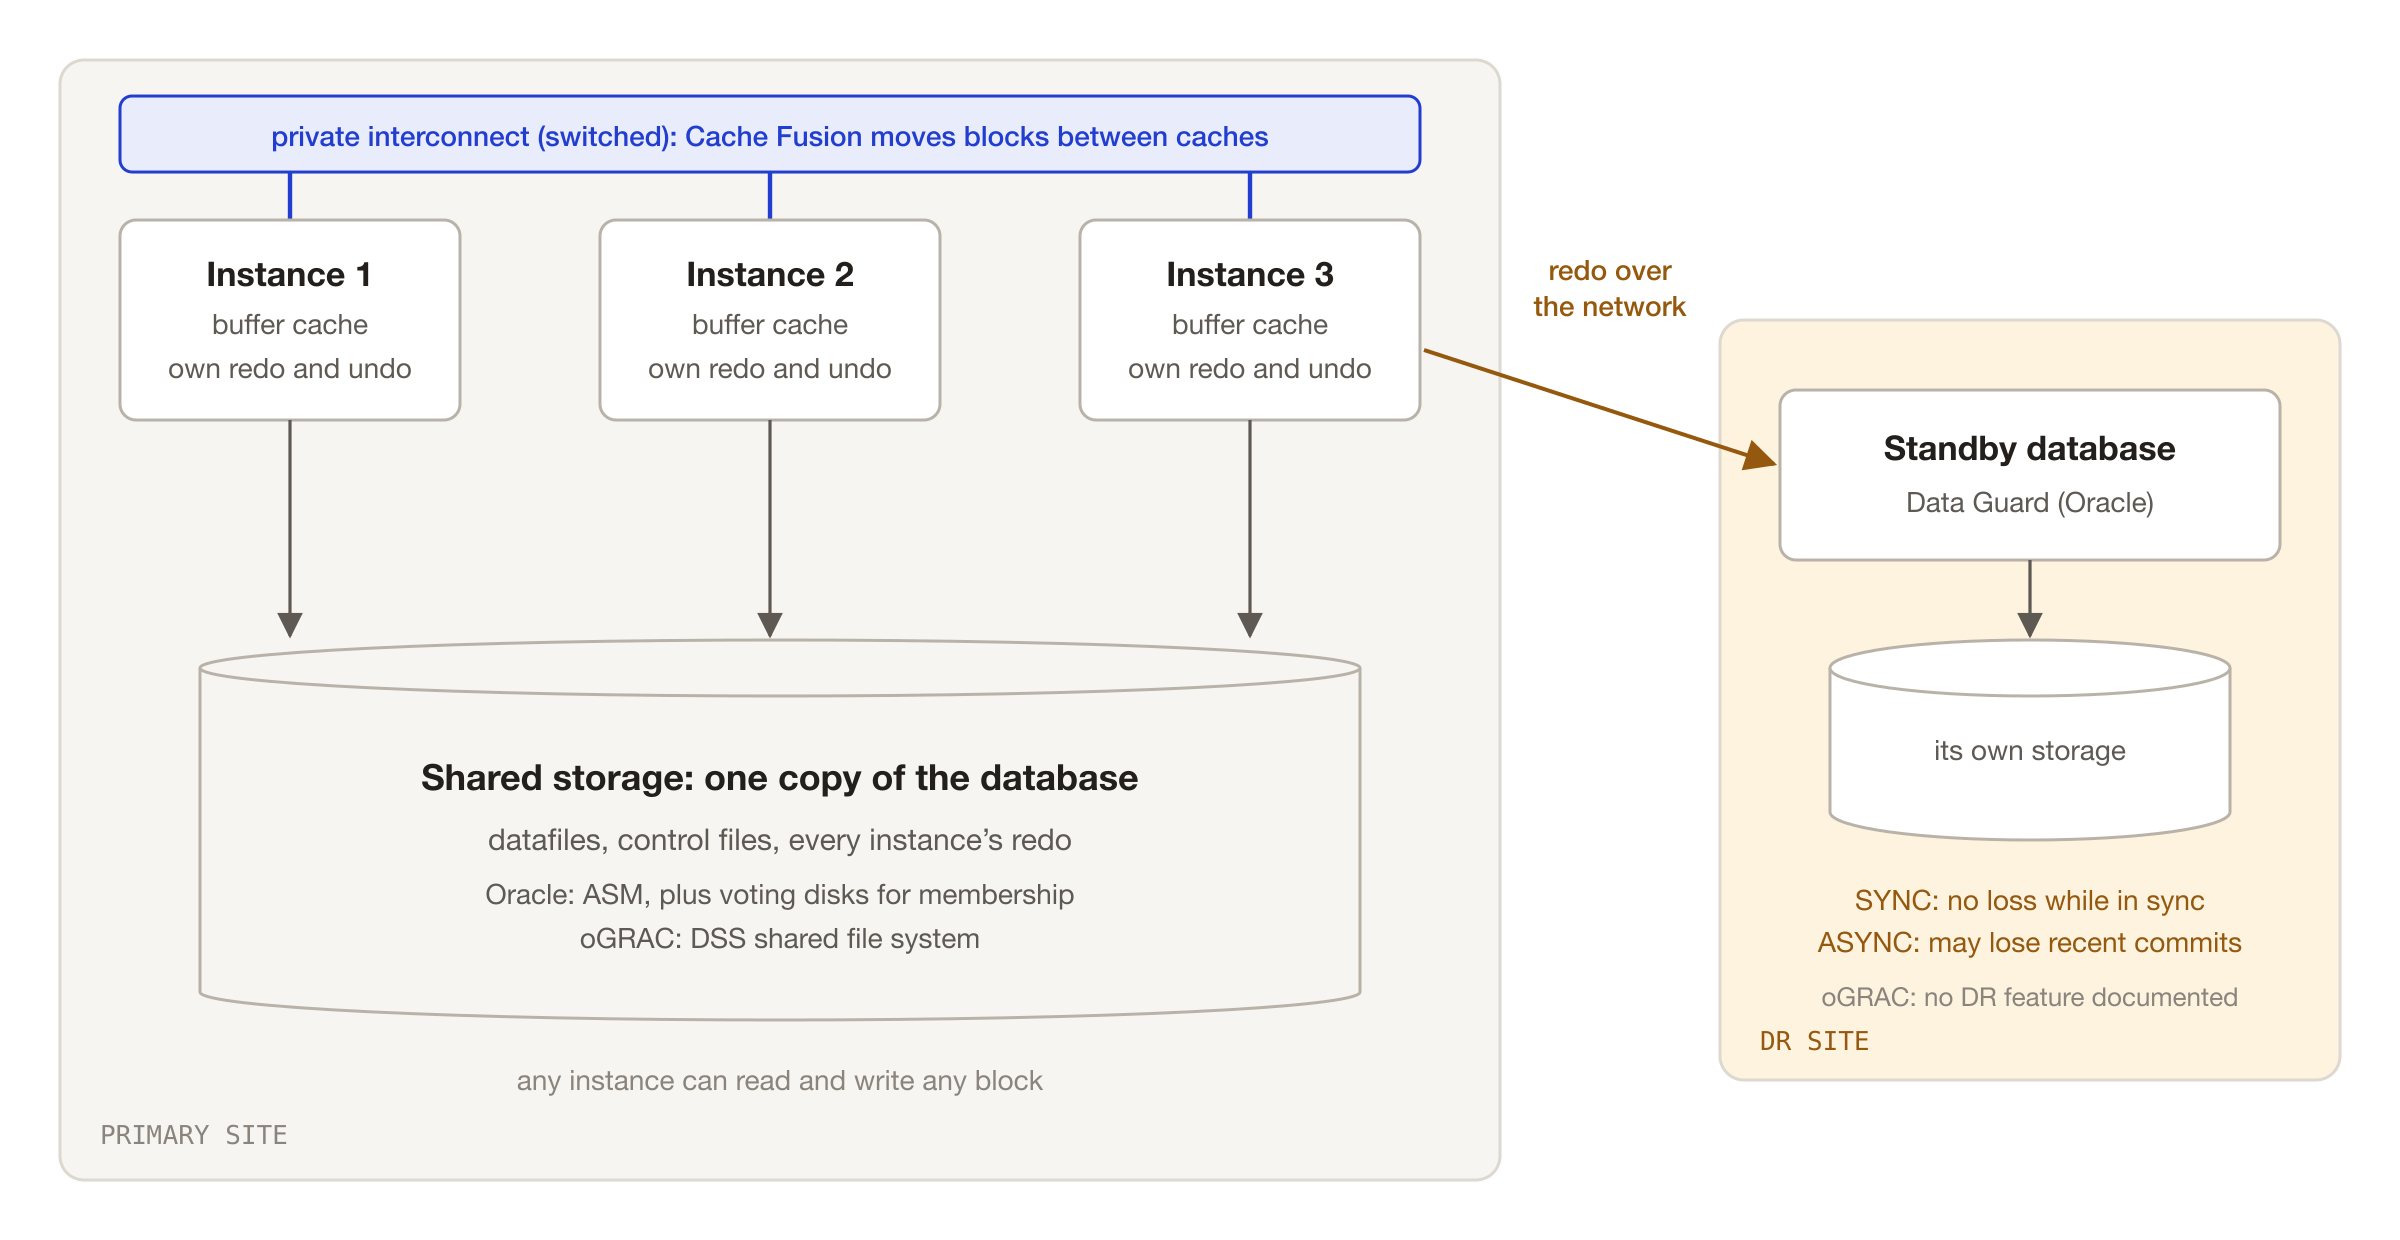 private interconnect (switched): Cache Fusion moves blocks between caches
Instance 1
buffer cache
own redo and undo
Instance 2
buffer cache
own redo and undo
Instance 3
buffer cache
own redo and undo
redo over
the network
Standby database
Data Guard (Oracle)
its own storage
SYNC: no loss while in sync
ASYNC: may lose recent commits
oGRAC: no DR feature documented
DR SITE
Shared storage: one copy of the database
datafiles, control files, every instance’s redo
Oracle: ASM, plus voting disks for membership
oGRAC: DSS shared file system
any instance can read and write any block
PRIMARY SITE